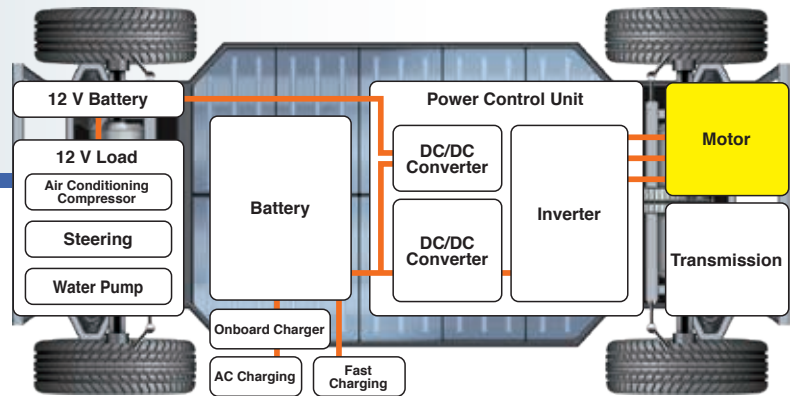 12 V Battery
12 V Load
Air Conditioning
Compressor
Steering
Water Pump
Battery
Onboard Charger
AC Charging
Fast
Charging
Power Control Unit
DC/DC
Converter
DC/DC
Converter
Inverter
Motor
Transmission